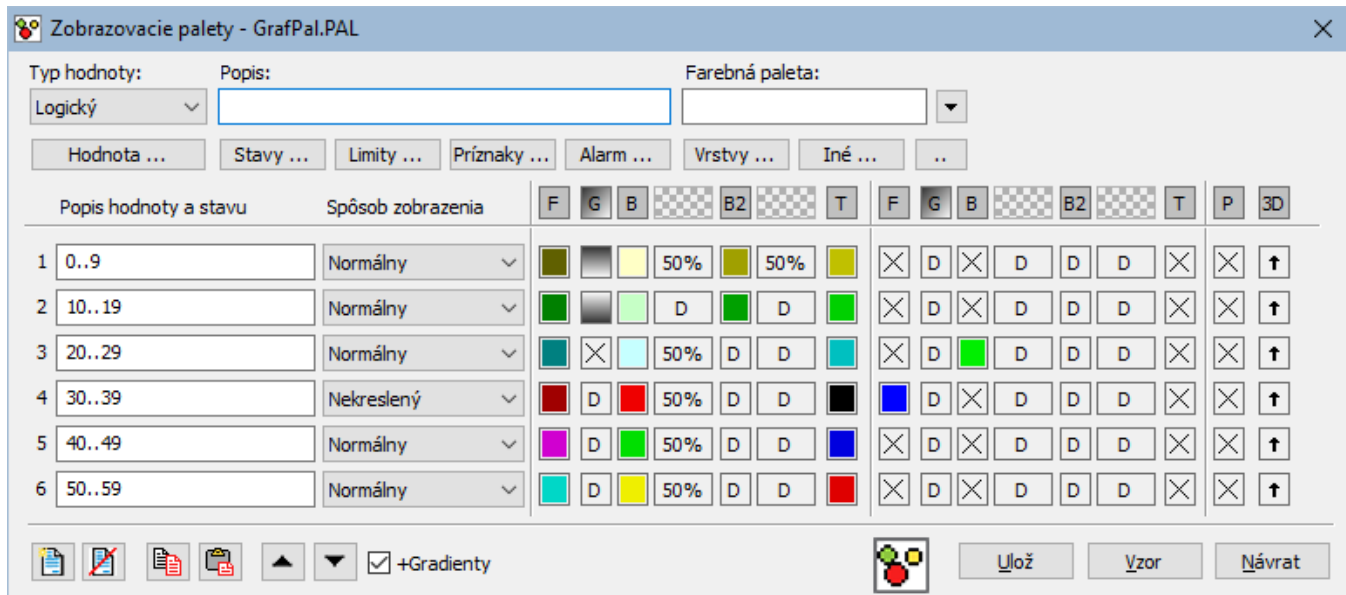 Zobrazovacie palety - GrafPal.PAL
Typ hodnoty: Popis: Farebná paleta:
Logický
Hodnota ... Stavy ... Limity ... Príznaky ... Alarm ... Vrstvy ... Iné ... ..
Popis hodnoty a stavu Spôsob zobrazenia F G B B2 T F G B B2 T P 3D
1 0..9 Normálny 50% 50% D D D D
2 10..19 Normálny D D D D D D
3 20..29 Normálny 50% D D D D D D
4 30..39 Nekreslený D 50% D D D D D D
5 40..49 Normálny D 50% D D D D D D
6 50..59 Normálny D 50% D D D D D D
+Gradienty Ulož Vzor Návrat